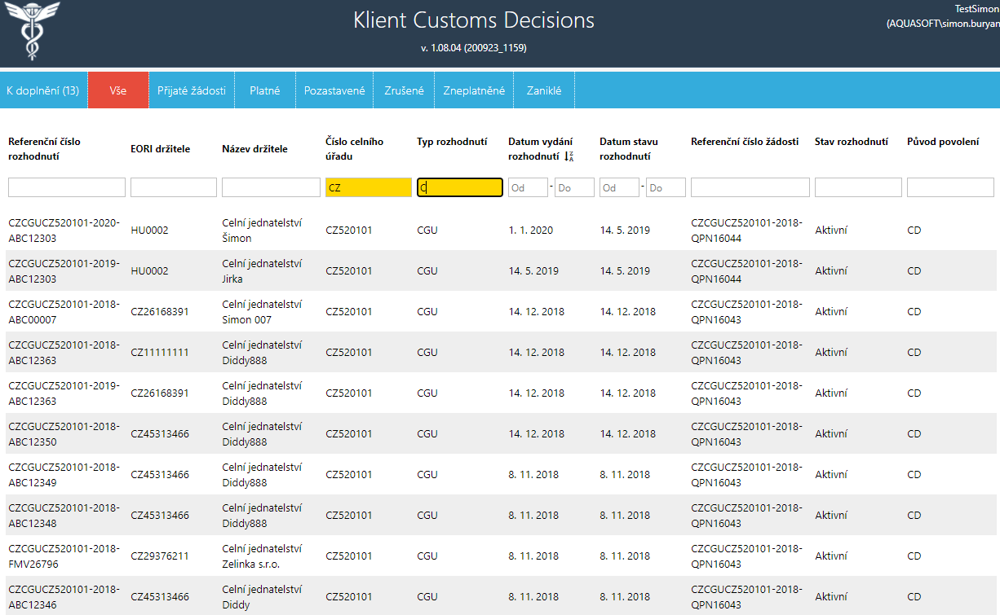 Klient Customs Decisions
v. 1.08.04 (200923_1159)
TestSimon
(AQUASOFT\simon.buryan
K doplnění (13) Vše Přijaté žádosti Platné Pozastavené Zrušené Zneplatněné Zaniklé
Referenční číslo rozhodnutí EORI držitele Název držitele Číslo celního úřadu Typ rozhodnutí Datum vydání rozhodnutí Datum stavu rozhodnutí Referenční číslo žádosti Stav rozhodnutí Původ povolení
CZ C Od - Do Od - Do
CZCGUCZ520101-2020-ABC12303 HU0002 Celní jednatelství Šimon CZ520101 CGU 1. 1. 2020 14. 5. 2019 CZCGUCZ520101-2018-QPN16044 Aktivní CD
CZCGUCZ520101-2019-ABC12303 HU0002 Celní jednatelství Jirka CZ520101 CGU 14. 5. 2019 14. 5. 2019 CZCGUCZ520101-2018-QPN16044 Aktivní CD
CZCGUCZ520101-2018-ABC00007 CZ26168391 Celní jednatelství Simon 007 CZ520101 CGU 14. 12. 2018 14. 12. 2018 CZCGUCZ520101-2018-QPN16043 Aktivní CD
CZCGUCZ520101-2018-ABC12363 CZ11111111 Celní jednatelství Diddy888 CZ520101 CGU 14. 12. 2018 14. 12. 2018 CZCGUCZ520101-2018-QPN16043 Aktivní CD
CZCGUCZ520101-2019-ABC12363 CZ26168391 Celní jednatelství Diddy888 CZ520101 CGU 14. 12. 2018 14. 12. 2018 CZCGUCZ520101-2018-QPN16043 Aktivní CD
CZCGUCZ520101-2018-ABC12350 CZ45313466 Celní jednatelství Diddy888 CZ520101 CGU 14. 12. 2018 14. 12. 2018 CZCGUCZ520101-2018-QPN16043 Aktivní CD
CZCGUCZ520101-2018-ABC12349 CZ45313466 Celní jednatelství Diddy888 CZ520101 CGU 8. 11. 2018 8. 11. 2018 CZCGUCZ520101-2018-QPN16043 Aktivní CD
CZCGUCZ520101-2018-ABC12348 CZ45313466 Celní jednatelství Diddy888 CZ520101 CGU 8. 11. 2018 8. 11. 2018 CZCGUCZ520101-2018-QPN16043 Aktivní CD
CZCGUCZ520101-2018-FMV26796 CZ29376211 Celní jednatelství Zelinka s.r.o. CZ520101 CGU 8. 11. 2018 8. 11. 2018 CZCGUCZ520101-2018-QPN16043 Aktivní CD
CZCGUCZ520101-2018-ABC12346 CZ45313466 Celní jednatelství Diddy CZ520101 CGU 8. 11. 2018 8. 11. 2018 CZCGUCZ520101-2018-QPN16043 Aktivní CD